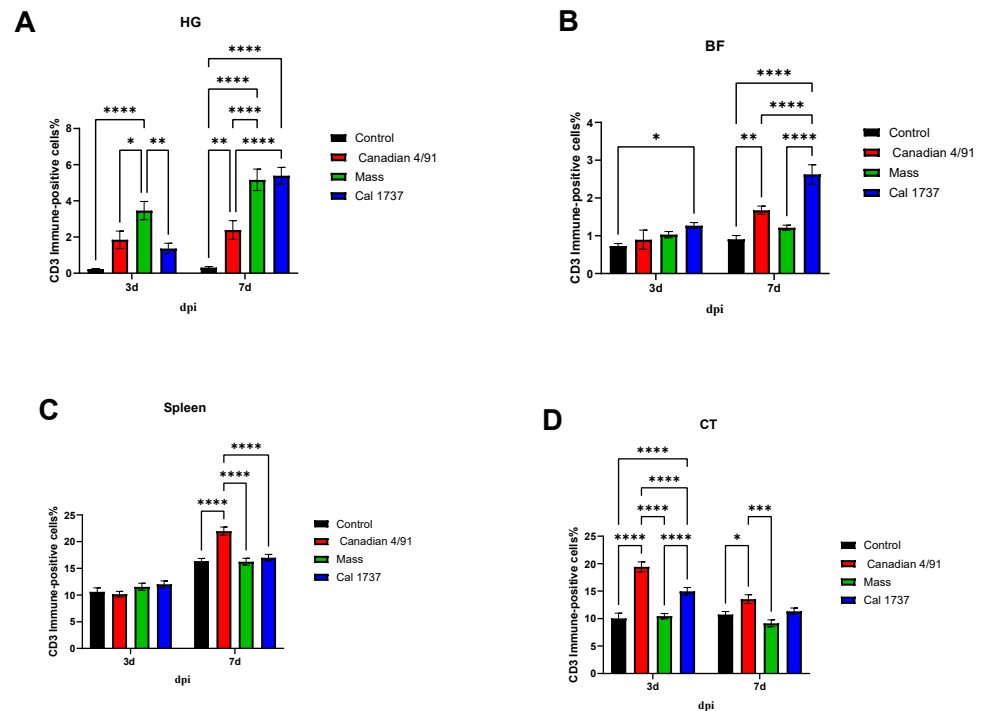 A
HG
****
****
****
****
*
**
**
****
CD3 Immune-positive cells%
8
6
4
2
0
3d
7d
dpi
Control
Canadian 4/91
Mass
Cal 1737
B
BF
****
****
*
**
****
CD3 Immune-positive cells%
4
3
2
1
0
3d
7d
dpi
Control
Canadian 4/91
Mass
Cal 1737
C
Spleen
****
****
****
CD3 Immune-positive cells%
25
20
15
10
5
0
3d
7d
dpi
Control
Canadian 4/91
Mass
Cal 1737
D
CT
****
****
****
***
****
****
*
CD3 Immune-positive cells%
25
20
15
10
5
0
3d
7d
dpi
Control
Canadian 4/91
Mass
Cal 1737